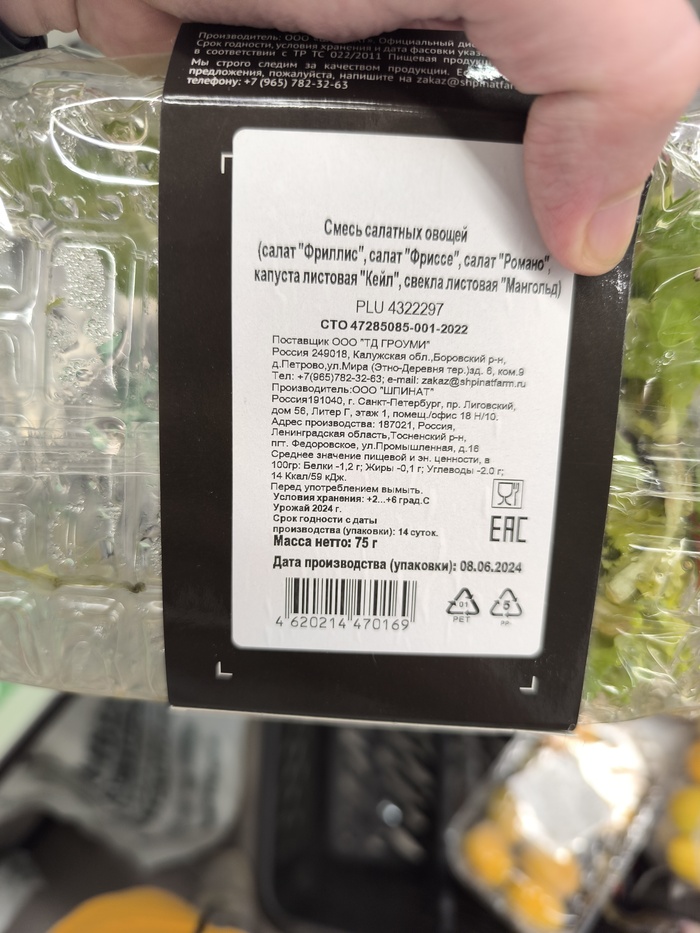 Производитель: ООО Официальный
Срок годности, условия хранения и дата фасовки
в соответствии с ТР ТС 022/2011 Пищевая
Мы строго следим за качеством продукции.
предложения, пожалуйста, напишите на zakaz@shpinatfarm
телефону: +7 (965) 782-32-63
Смесь салатных овощей
(салат "Фриллис", салат "Фриссе", салат "Романо",
капуста листовая "Кейл", свекла листовая "Мангольд)
PLU 4322297
СТО 47285085-001-2022
Поставщик ООО "ТД ГРОУМИ"
Россия 249018, Калужская обл.,Боровский р-н,
д.Петрово,ул.Мира (Этно-Деревня тер.)зд. 6, ком.9
Тел: +7(965)782-32-63; e-mail: zakaz@shpinatfarm.ru
Производитель:ООО "ШПИНАТ"
Россия191040, г. Санкт-Петербург, пр. Лиговский,
дом 56, Литер Г, этаж 1, помещ./офис 18 Н/10.
Адрес производства: 187021, Россия,
Ленинградская область,Тосненский р-н,
пгт. Федоровское, ул.Промышленная, д.16
Среднее значение пищевой и эн. ценности, в
100гр: Белки -1,2 г; Жиры -0,1 г; Углеводы -2.0 г;
14 Ккал/59 кДж.
Перед употреблением вымыть.
Условия хранения: +2...+6 град.С
Урожай 2024 г.
Срок годности с даты
производства (упаковки): 14 суток.
Масса нетто: 75 г
EAC
Дата производства (упаковки): 08.06.2024
4 620214 470169
01
PET
5
PP